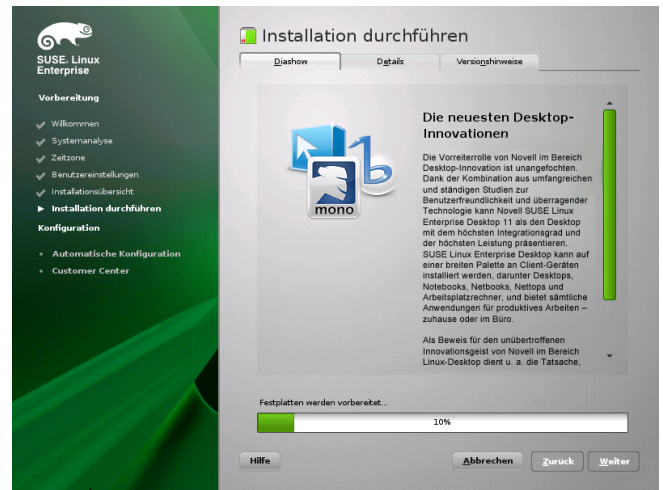 SUSE. Linux
Enterprise
Vorbereitung
Willkommen
Systemanalyse
Zeitzone
Benutzereinstellungen
Installationsübersicht
Installation durchführen
Konfiguration
Automatische Konfiguration
Customer Center
Installation durchführen
Diashow
Details
Versionshinweise
mono
Die neuesten Desktop-
Innovationen
Die Vorreiterrolle von Novell im Bereich
Desktop-Innovation ist unangefochten.
Dank der Kombination aus umfangreichen
und ständigen Studien zur
Benutzerfreundlichkeit und überragender
Technologie kann Novell SUSE Linux
Enterprise Desktop 11 als den Desktop
mit dem höchsten Integrationsgrad und
der höchsten Leistung präsentieren.
SUSE Linux Enterprise Desktop kann auf
einer breiten Palette an Client-Geräten
installiert werden, darunter Desktops,
Notebooks, Netbooks, Nettops und
Arbeitsplatzrechner, und bietet sämtliche
Anwendungen für produktives Arbeiten –
zuhause oder im Büro.
Als Beweis für den unübertroffenen
Innovationsgeist von Novell im Bereich
Linux-Desktop dient u. a. die Tatsache,
Festplatten werden vorbereitet...
10%
Hilfe
Abbrechen
Zurück
Weiter